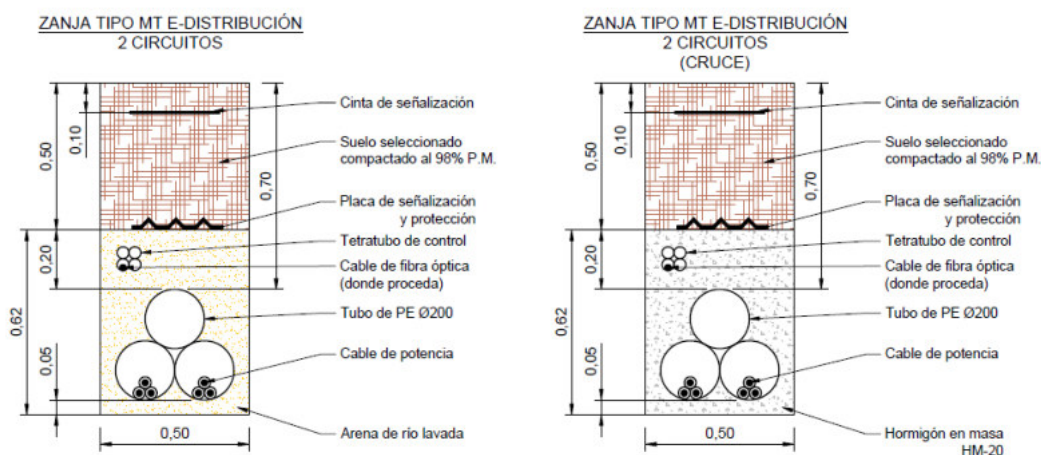 ZANJA TIPO MT E-DISTRIBUCIÓN
2 CIRCUITOS
0,10
0,50
0,70
0,20
0,62
0,05
0,50
Cinta de señalización
Suelo seleccionado
compactado al 98% P.M.
Placa de señalización
y protección
Tetratubo de control
Cable de fibra óptica
(donde proceda)
Tubo de PE Ø200
Cable de potencia
Arena de río lavada
ZANJA TIPO MT E-DISTRIBUCIÓN
2 CIRCUITOS
(CRUCE)
0,10
0,50
0,70
0,20
0,62
0,05
0,50
Cinta de señalización
Suelo seleccionado
compactado al 98% P.M.
Placa de señalización
y protección
Tetratubo de control
Cable de fibra óptica
(donde proceda)
Tubo de PE Ø200
Cable de potencia
Hormigón en masa
HM-20